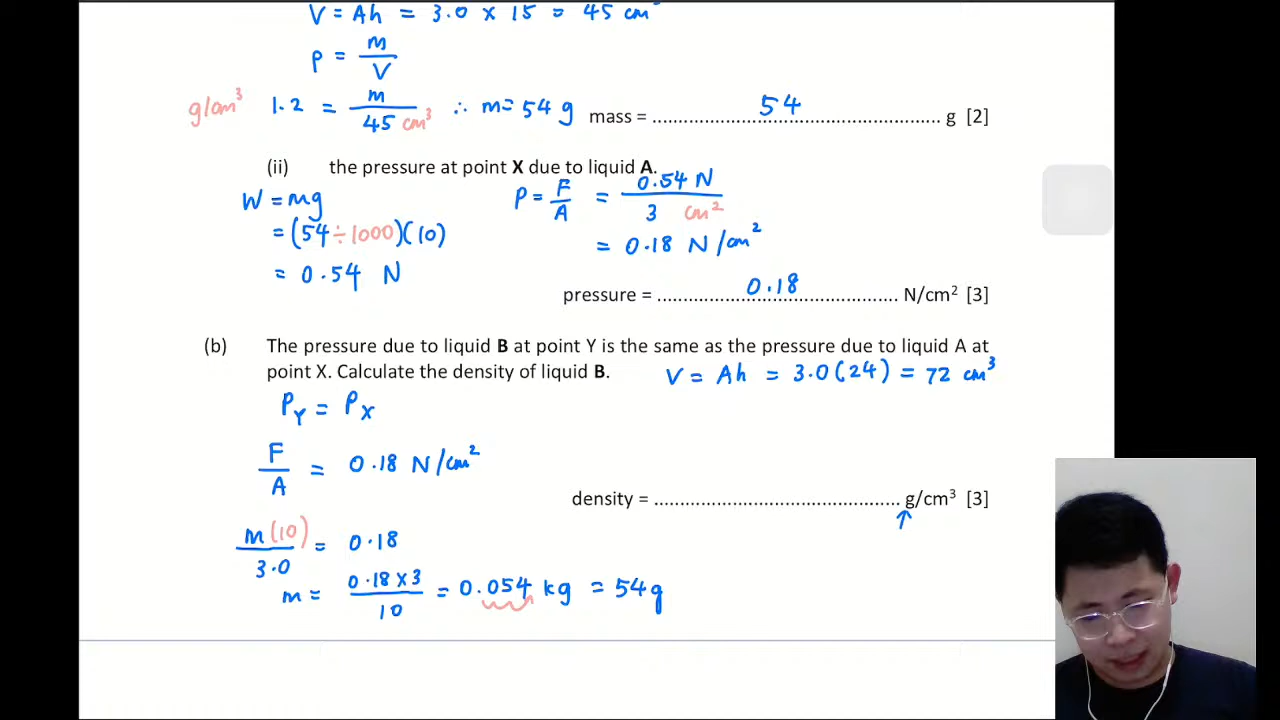 V = Ah = 3.0 x 15 = 45 cm³
P = m/V
g/cm³ 1.2 = m/45 cm³ ∴ m = 54 g mass = 54 g [2]
(ii) the pressure at point X due to liquid A.
W = mg
= (54 ÷ 1000)(10)
= 0.54 N
P = F/A = 0.54 N/3 cm²
= 0.18 N/cm²
pressure = 0.18 N/cm² [3]
(b) The pressure due to liquid B at point Y is the same as the pressure due to liquid A at
point X. Calculate the density of liquid B.
V = Ah = 3.0(24) = 72 cm³
P_Y = P_X
F/A = 0.18 N/cm²
density = ........................................ g/cm³ [3]
m(10)/3.0 = 0.18
m = 0.18 x 3/10 = 0.054 kg = 54g